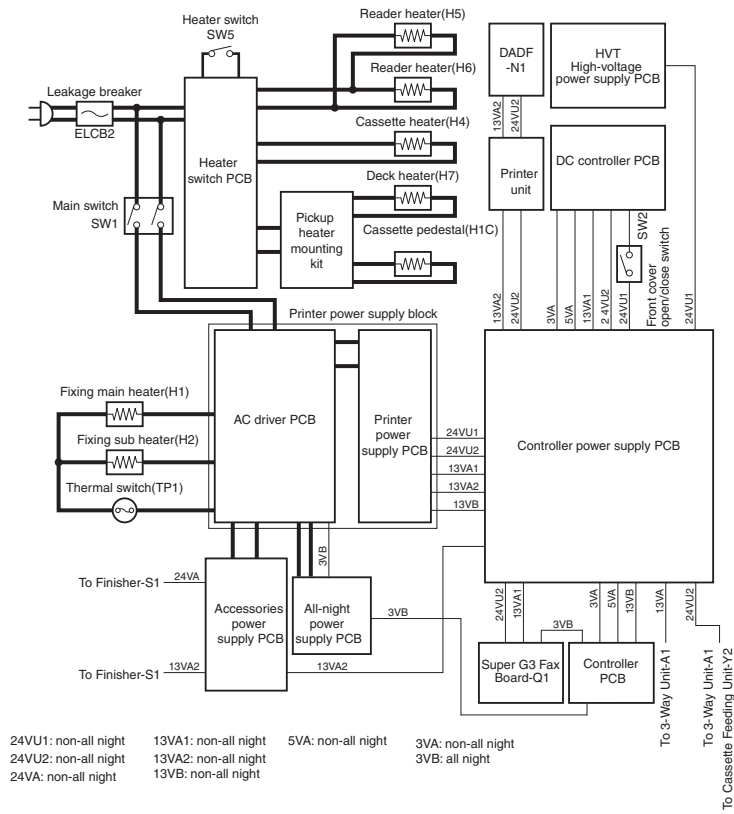 Heater switch
SW5
Reader heater(H5)
Reader heater(H6)
Leakage breaker
ELCB2
Cassette heater(H4)
Heater
switch PCB
Deck heater(H7)
Main switch
SW1
Pickup
heater
mounting
kit
Cassette pedestal(H1C)
DADF
-N1
HVT
High-voltage
power supply PCB
13VA2
24VU2
Printer
unit
DC controller PCB
SW2
Front cover
open/close switch
13VA2
24VU2
3VA
5VA
13VA1
2 4VU2
24VU1
24VU1
Printer power supply block
Fixing main heater(H1)
Fixing sub heater(H2)
Thermal switch(TP1)
AC driver PCB
Printer
power
supply PCB
24VU1
24VU2
13VA1
13VA2
13VB
Controller power supply PCB
3VB
To Finisher-S1
24VA
Accessories
power
supply PCB
All-night
power
supply PCB
3VB
To Finisher-S1
13VA2
13VA2
24VU2
13VA1
3VA
5VA
13VB
13VA
24VU2
3VB
Super G3 Fax
Board-Q1
Controller
PCB
To 3-Way Unit-A1
To 3-Way Unit-A1
To Cassette Feeding Unit-Y2
24VU1: non-all night
13VA1: non-all night
5VA: non-all night
3VA: non-all night
24VU2: non-all night
13VA2: non-all night
3VB: all night
24VA: non-all night
13VB: non-all night